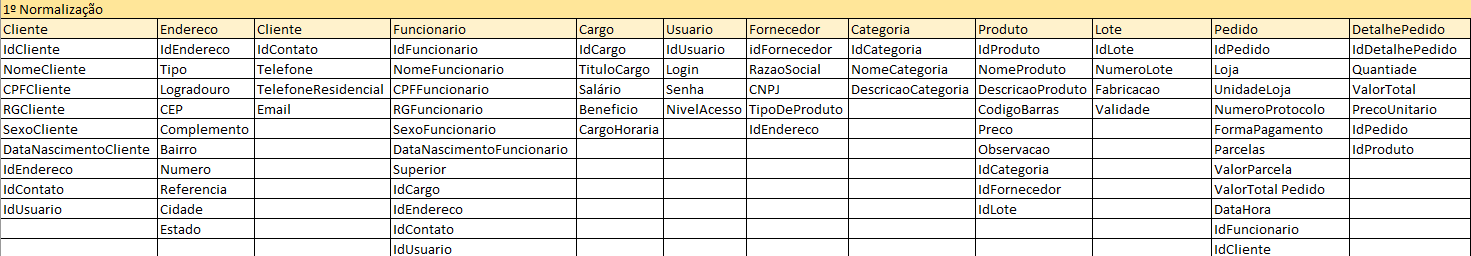 1º Normalização
Cliente Endereco Cliente Funcionario Cargo Usuario Fornecedor Categoria Produto Lote Pedido DetalhePedido
IdCliente IdEndereco IdContato IdFuncionario IdCargo IdUsuario idFornecedor IdCategoria IdProduto IdLote IdPedido IdDetalhePedido
NomeCliente Tipo Telefone NomeFuncionario TituloCargo Login RazaoSocial NomeCategoria NomeProduto NumeroLote Loja Quantiade
CPFCliente Logradouro TelefoneResidencial CPFFuncionario Salário Senha CNPJ DescricaoCategoria DescricaoProduto Fabricacao UnidadeLoja ValorTotal
RGCliente CEP Email RGFuncionario Beneficio NivelAcesso TipoDeProduto CodigoBarras Validade NumeroProtocolo PrecoUnitario
SexoCliente Complemento SexoFuncionario CargoHoraria IdEndereco Preco FormaPagamento IdPedido
DataNascimentoCliente Bairro DataNascimentoFuncionario Observacao Parcelas IdProduto
IdEndereco Numero Superior IdCategoria ValorParcela
IdContato Referencia IdCargo IdFornecedor ValorTotal Pedido
IdUsuario Cidade IdEndereco IdLote DataHora
Estado IdContato IdFuncionario
IdUsuario IdCliente